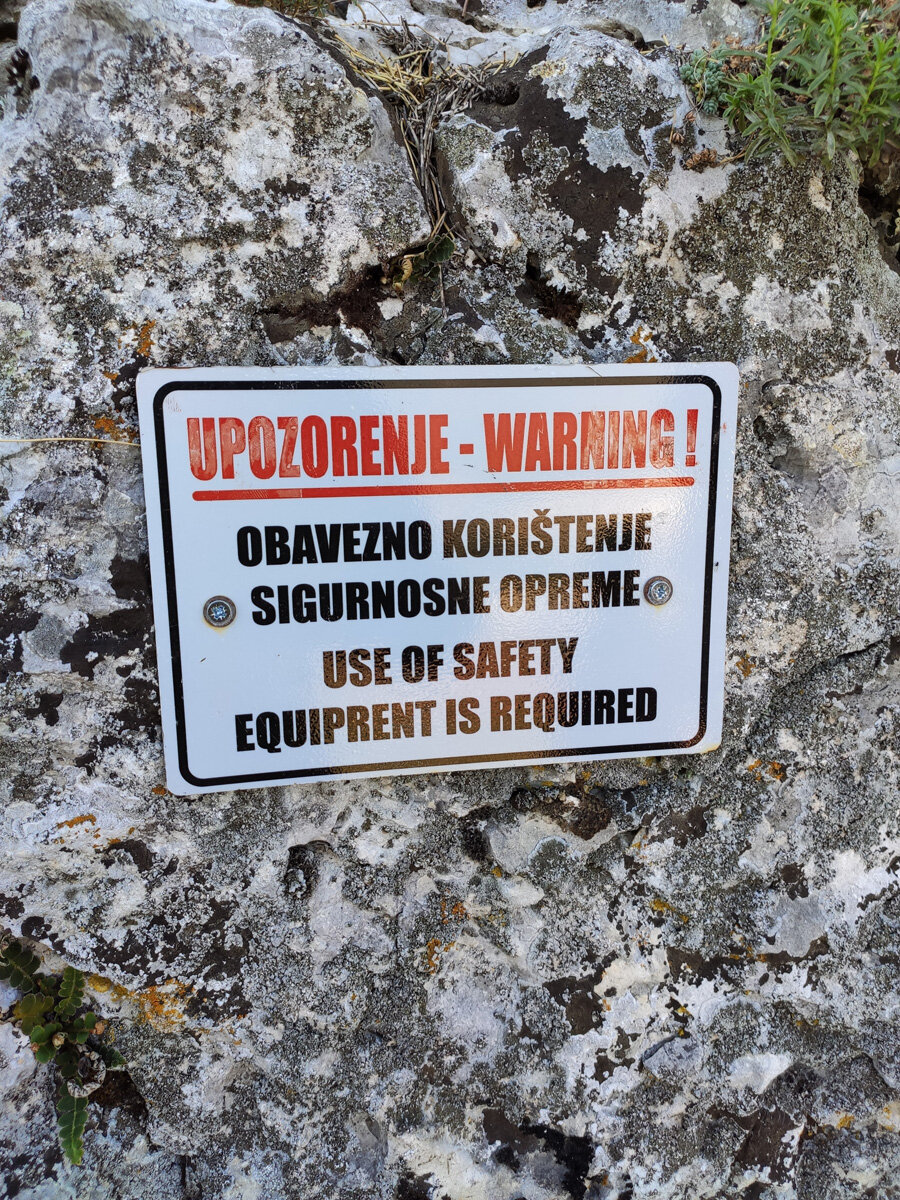 UPOZORENJE - WARNING !
OBAVEZNO KORIŠTENJE
SIGURNOSNE OPREME
USE OF SAFETY
EQUIPRENT IS REQUIRED